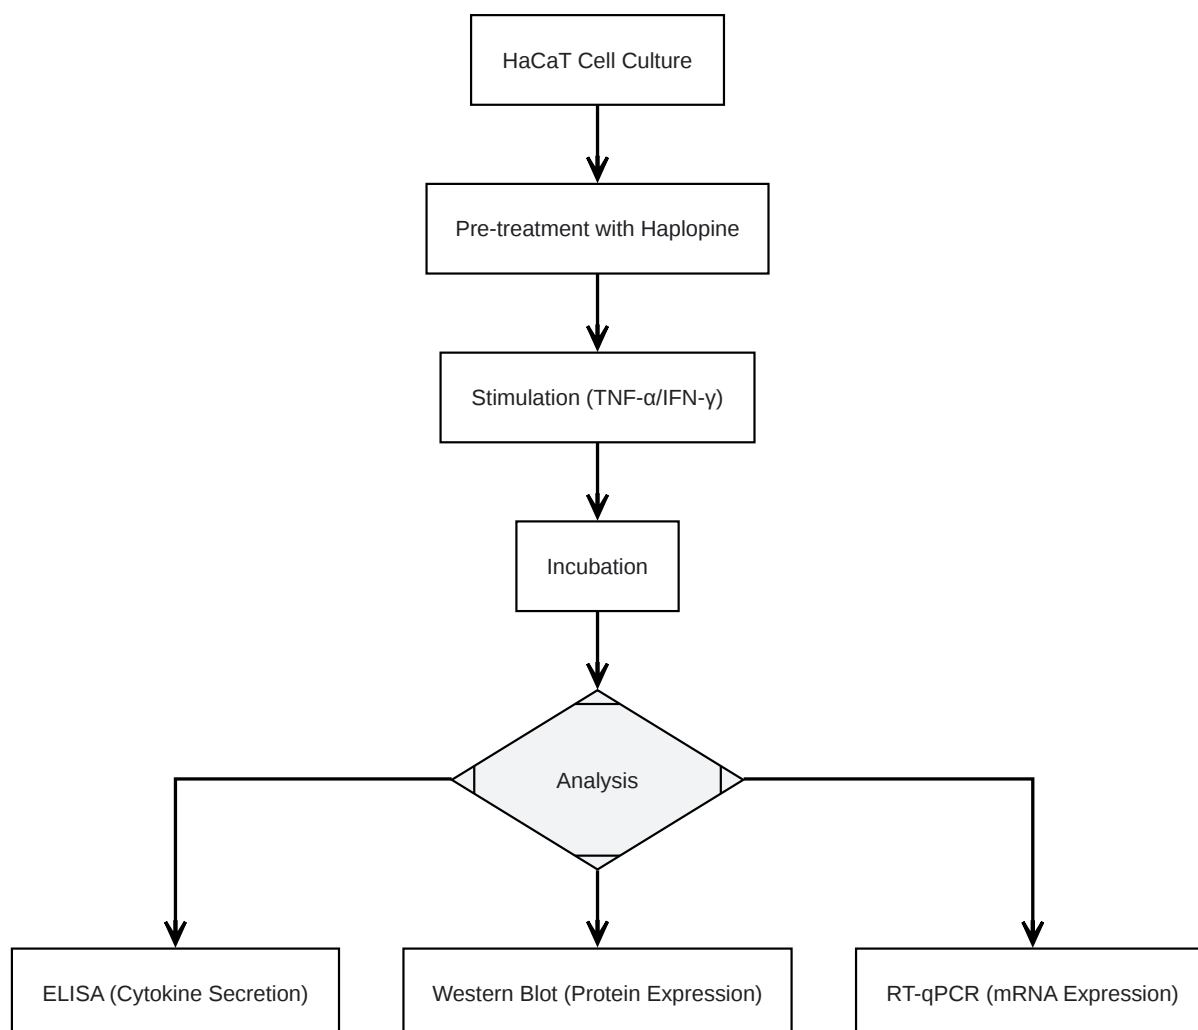 HaCaT Cell Culture
Pre-treatment with Haplopine
Stimulation (TNF-α/IFN-γ)
Incubation
Analysis
ELISA (Cytokine Secretion)
Western Blot (Protein Expression)
RT-qPCR (mRNA Expression)